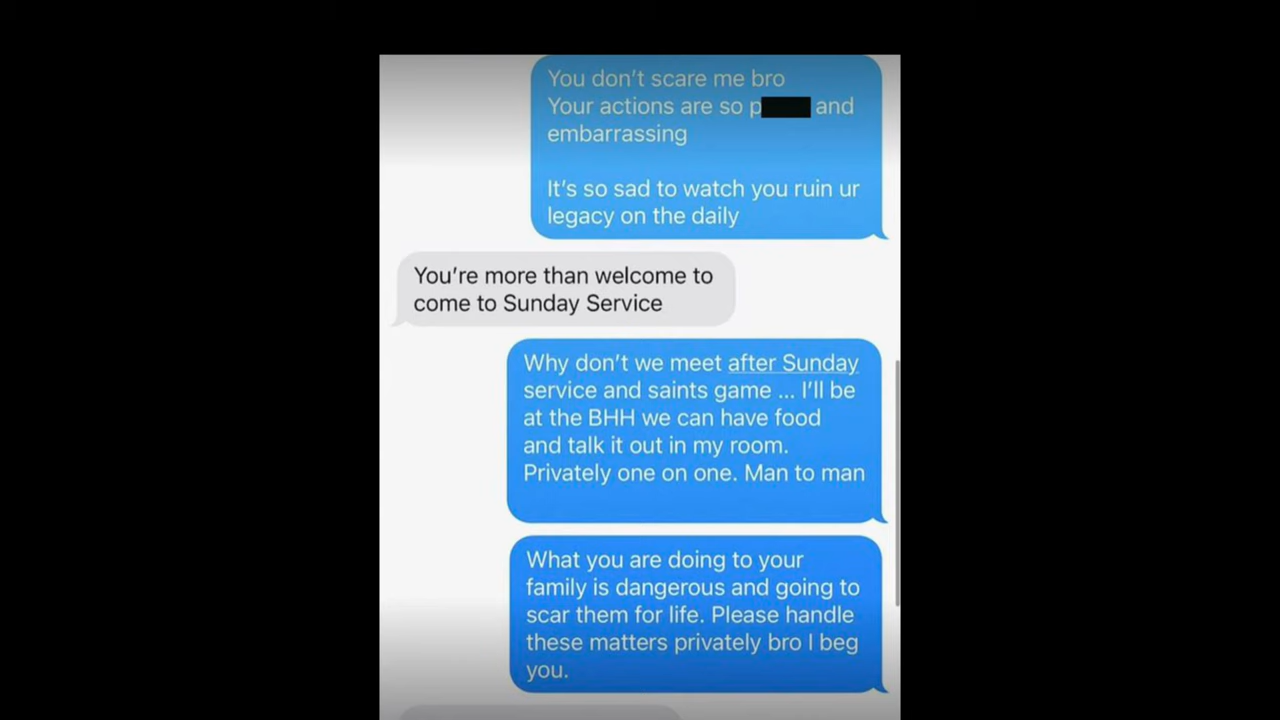 You don't scare me bro
Your actions are so p and
embarrassing
It's so sad to watch you ruin ur
legacy on the daily
You're more than welcome to
come to Sunday Service
Why don't we meet after Sunday
service and saints game ... I'll be
at the BHH we can have food
and talk it out in my room.
Privately one on one. Man to man
What you are doing to your
family is dangerous and going to
scar them for life. Please handle
these matters privately bro I beg
you.